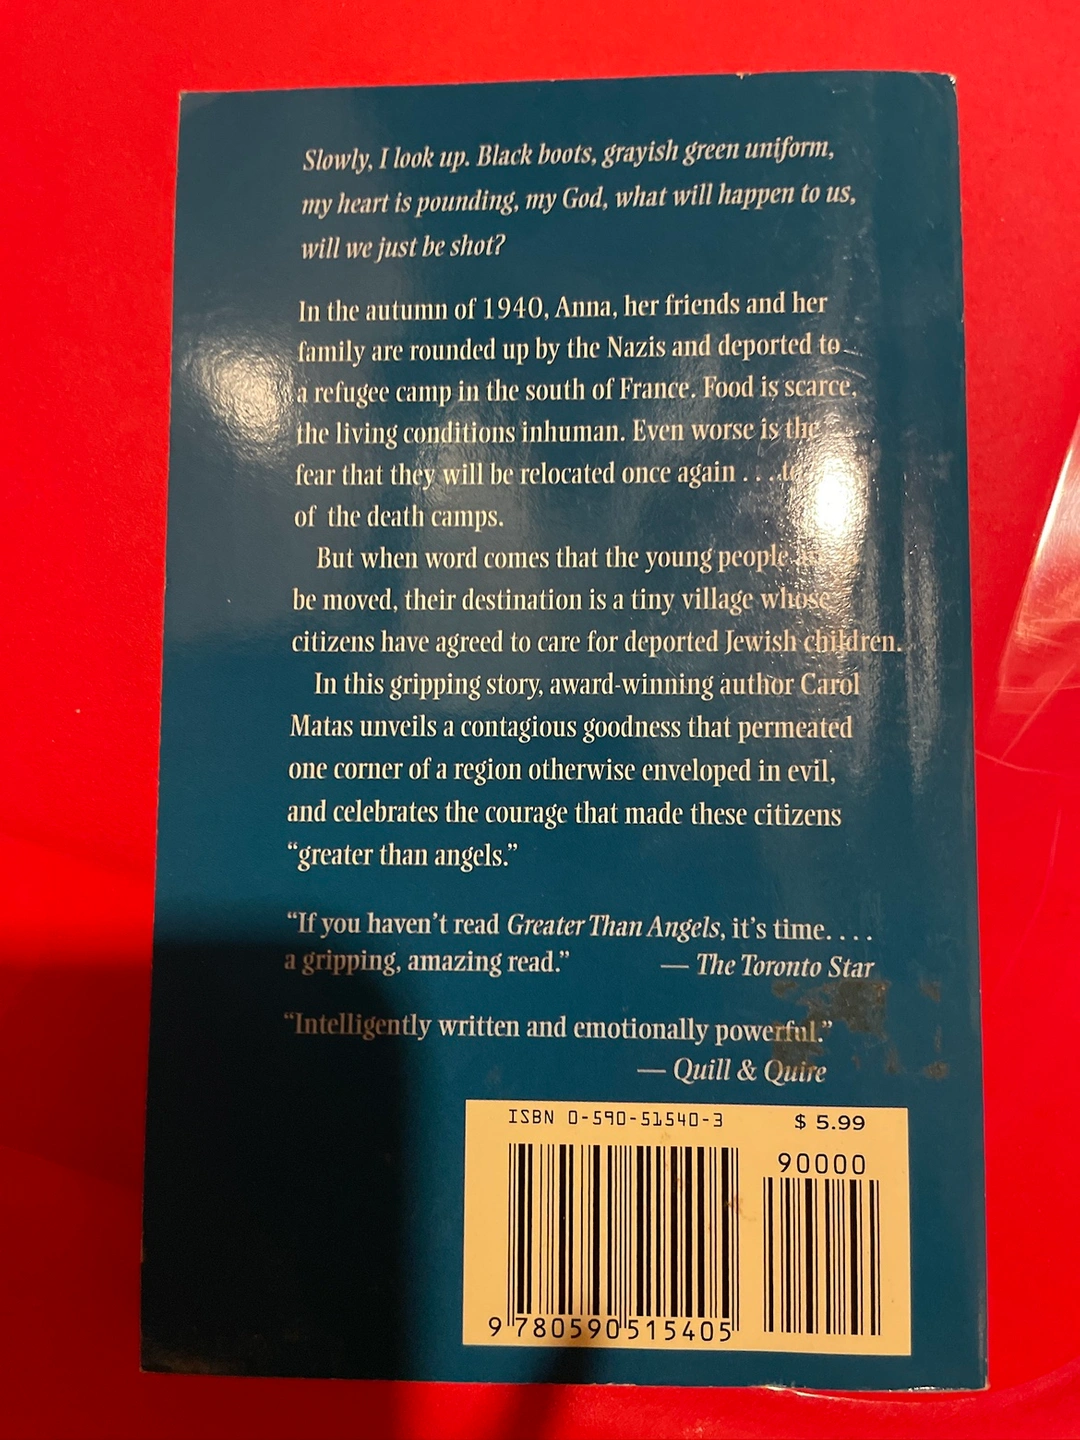 Slowly, I look up. Black boots, grayish green uniform,
my heart is pounding, my God, what will happen to us,
will we just be shot?
In the autumn of 1940, Anna, her friends and her
family are rounded up by the Nazis and deported to
a refugee camp in the south of France. Food is scarce,
the living conditions inhuman. Even worse is the
fear that they will be relocated once again . . .
of the death camps.
But when word comes that the young people
be moved, their destination is a tiny village whose
citizens have agreed to care for deported Jewish children.
In this gripping story, award-winning author Carol
Matas unveils a contagious goodness that permeated
one corner of a region otherwise enveloped in evil,
and celebrates the courage that made these citizens
“greater than angels.”
“If you haven’t read Greater Than Angels, it’s time. . . .
a gripping, amazing read.” — The Toronto Star
“Intelligently written and emotionally powerful.”
— Quill & Quire
ISBN 0-590-51540-3 $ 5.99
90000
9 780590 515405